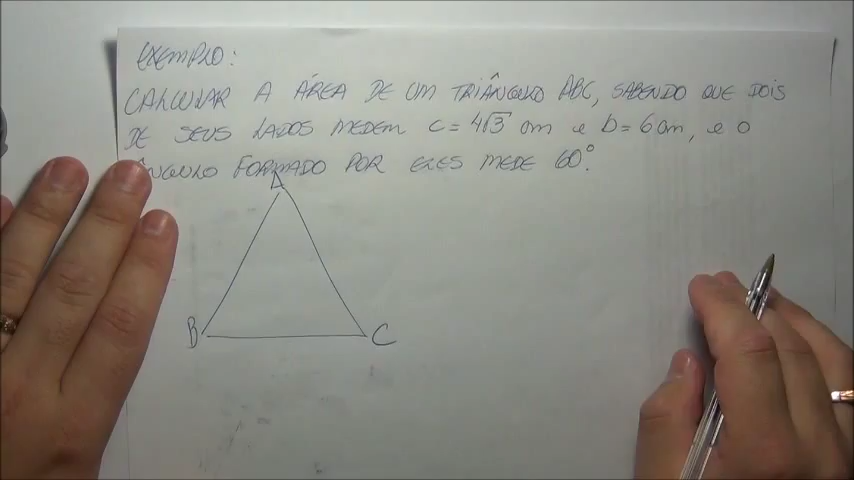 EXEMPLO:
CALCULAR A ÁREA DE UM TRIÂNGULO ABC, SABENDO QUE DOIS
DE SEUS LADOS MEDEM c = 4√3 cm e b = 6 cm, e o
ÂNGULO FORMADO POR ELES MEDE 60°.
A
B C